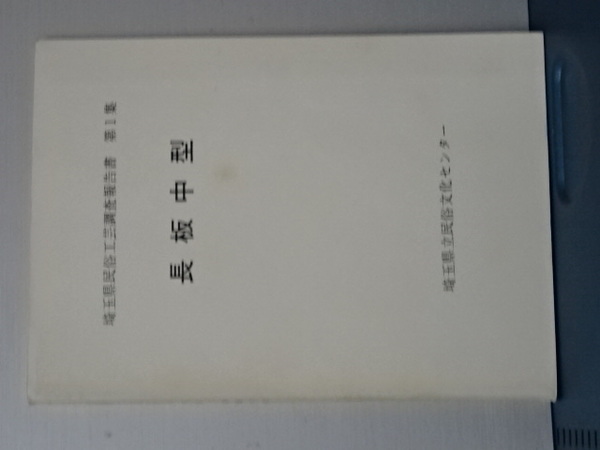 埼玉県民俗工芸調査報告書 第1集
長板中型
埼玉県立民俗文化センター